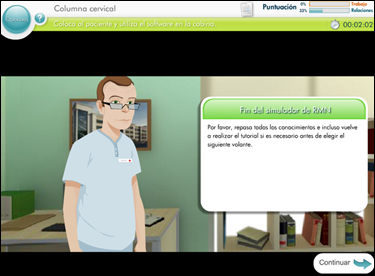 Columna cervical
Puntuación
0% Trabajo
33% Relaciones
Coloca al paciente y utiliza el software en la cabina.
00:02:02
Fin del simulador de RMN
Por favor, repasa todos los conocimientos e incluso vuelve
a realizar el tutorial si es necesario antes de elegir el
siguiente volante.
Continuar